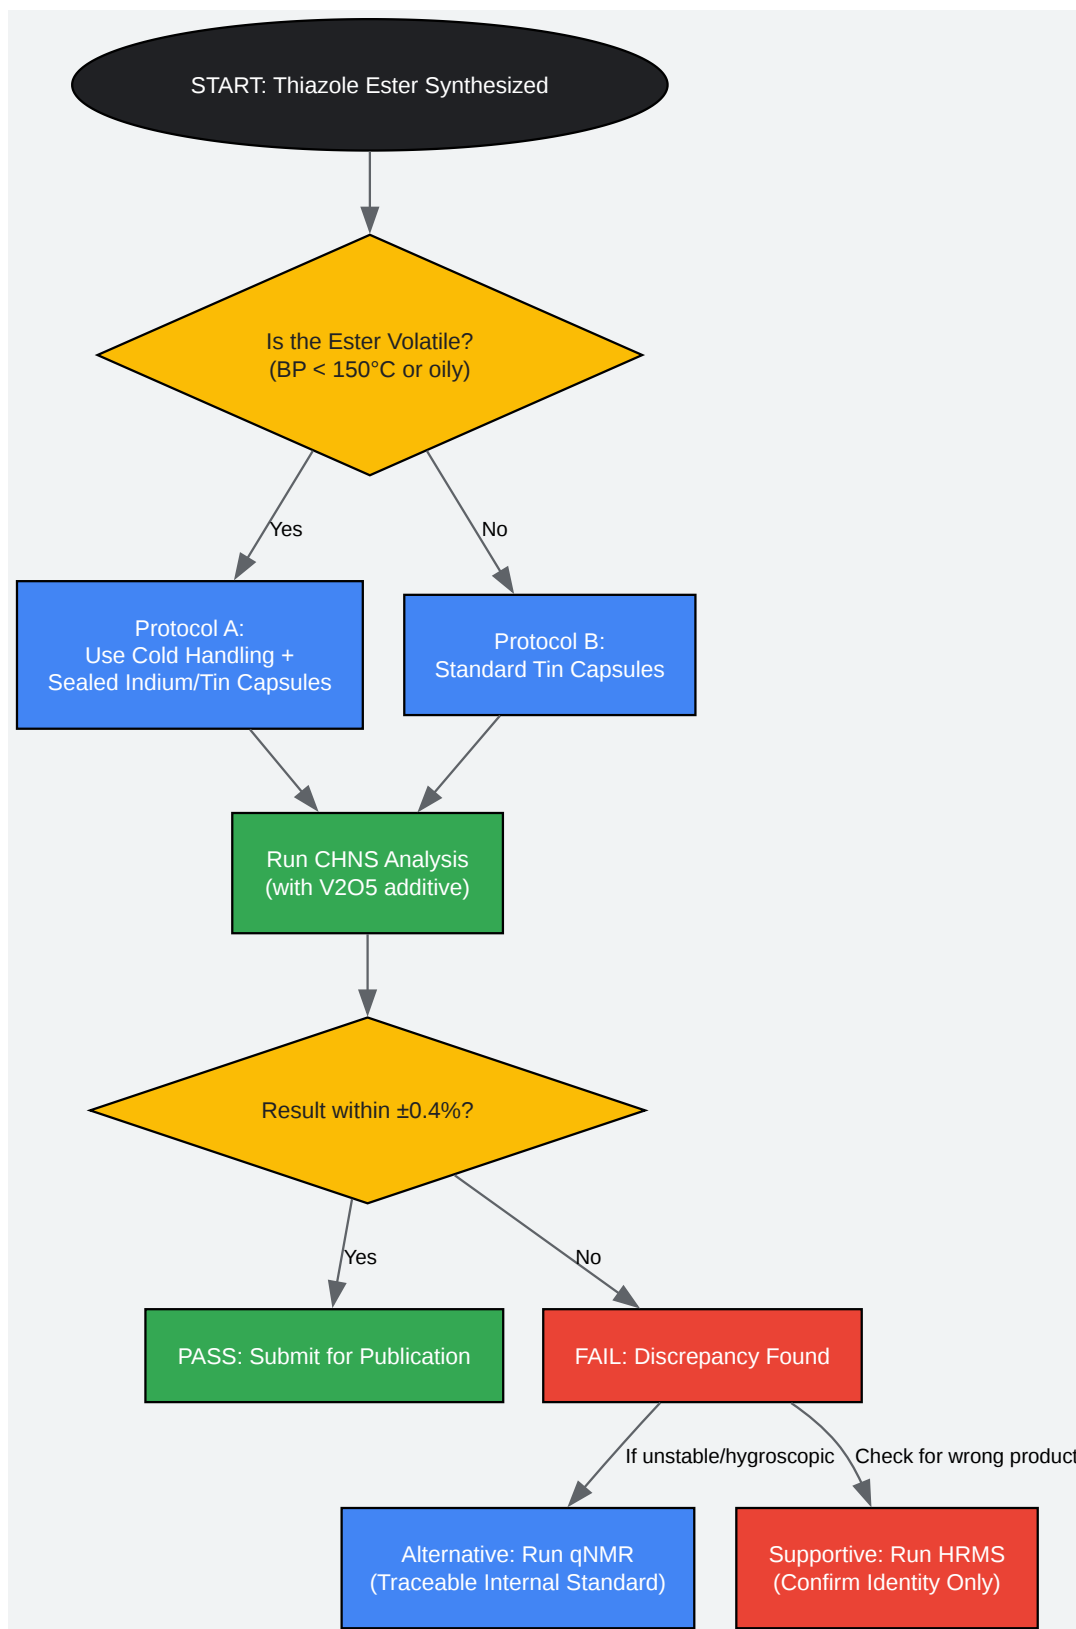 START: Thiazole Ester Synthesized
Is the Ester Volatile?
(BP < 150°C or oily)
Yes
No
Protocol A:
Use Cold Handling +
Sealed Indium/Tin Capsules
Protocol B:
Standard Tin Capsules
Run CHNS Analysis
(with V2O5 additive)
Result within ±0.4%?
Yes
No
PASS: Submit for Publication
FAIL: Discrepancy Found
If unstable/hygroscopic
Check for wrong product
Alternative: Run qNMR
(Traceable Internal Standard)
Supportive: Run HRMS
(Confirm Identity Only)